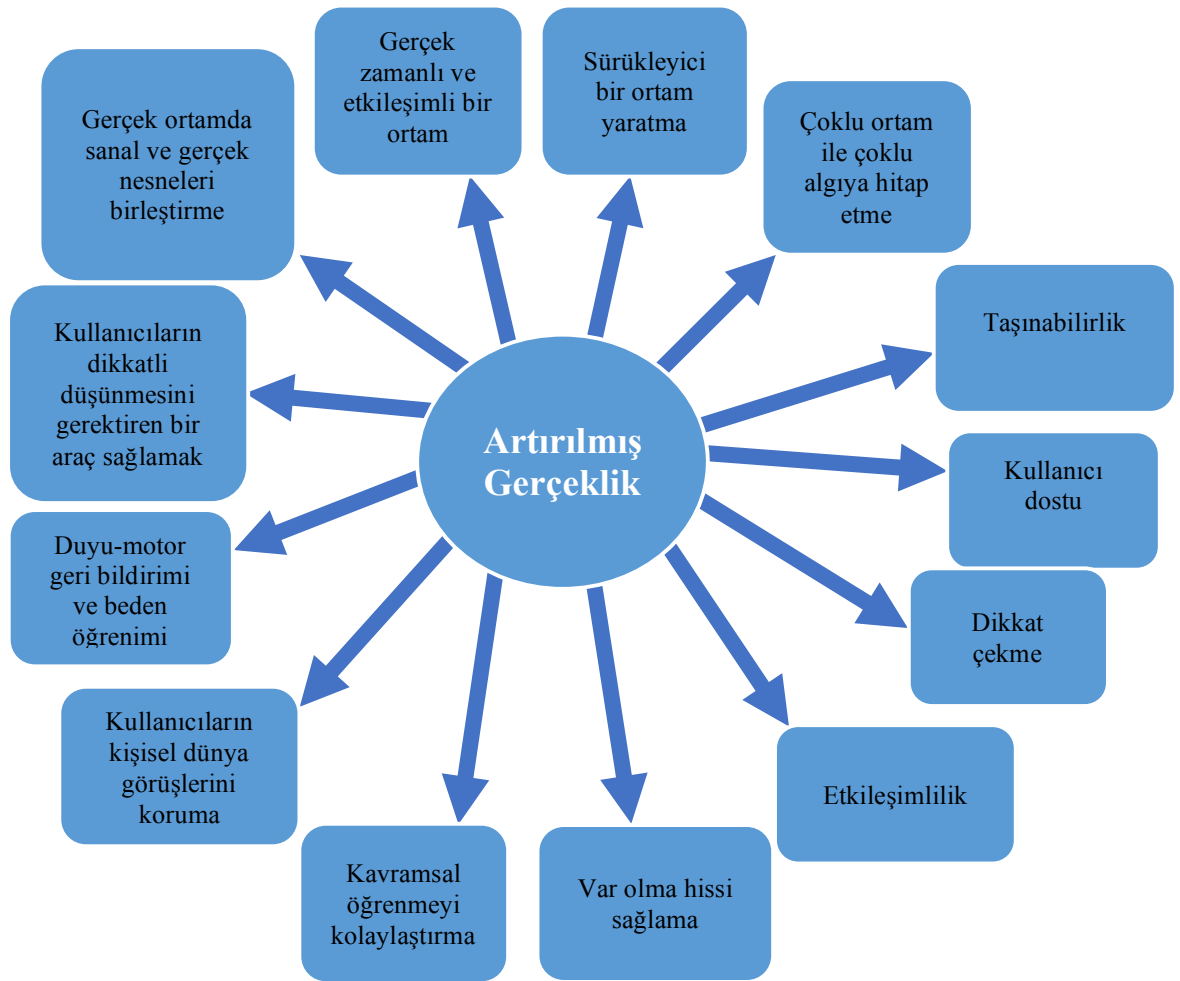 Gerçek
zamanlı ve
etkileşimli bir
ortam
Sürükleyici
bir ortam
yaratma
Çoklu ortam
ile çoklu
algıya hitap
etme
Taşınabilirlik
Kullanıcı
dostu
Dikkat
çekme
Etkileşimlilik
Var olma hissi
sağlama
Kavramsal
öğrenmeyi
kolaylaştırma
Kullanıcıların
kişisel dünya
görüşlerini
koruma
Duyu-motor
geri bildirimi
ve beden
öğrenimi
Kullanıcıların
dikkatli
düşünmesini
gerektiren bir
araç sağlamak
Gerçek ortamda
sanal ve gerçek
nesneleri
birleştirme
Artırılmış
Gerçeklik